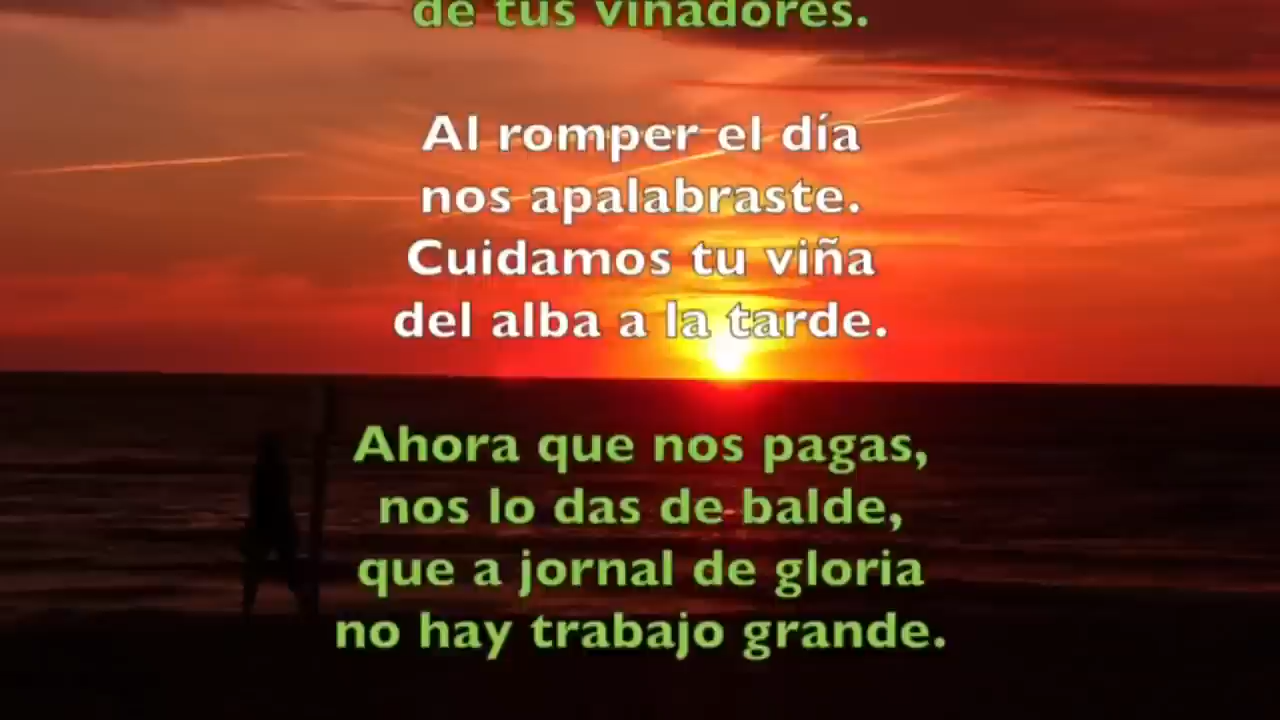 de tus viñadores.
Al romper el día
nos apalabraste.
Cuidamos tu viña
del alba a la tarde.
Ahora que nos pagas,
nos lo das de balde,
que a jornal de gloria
no hay trabajo grande.